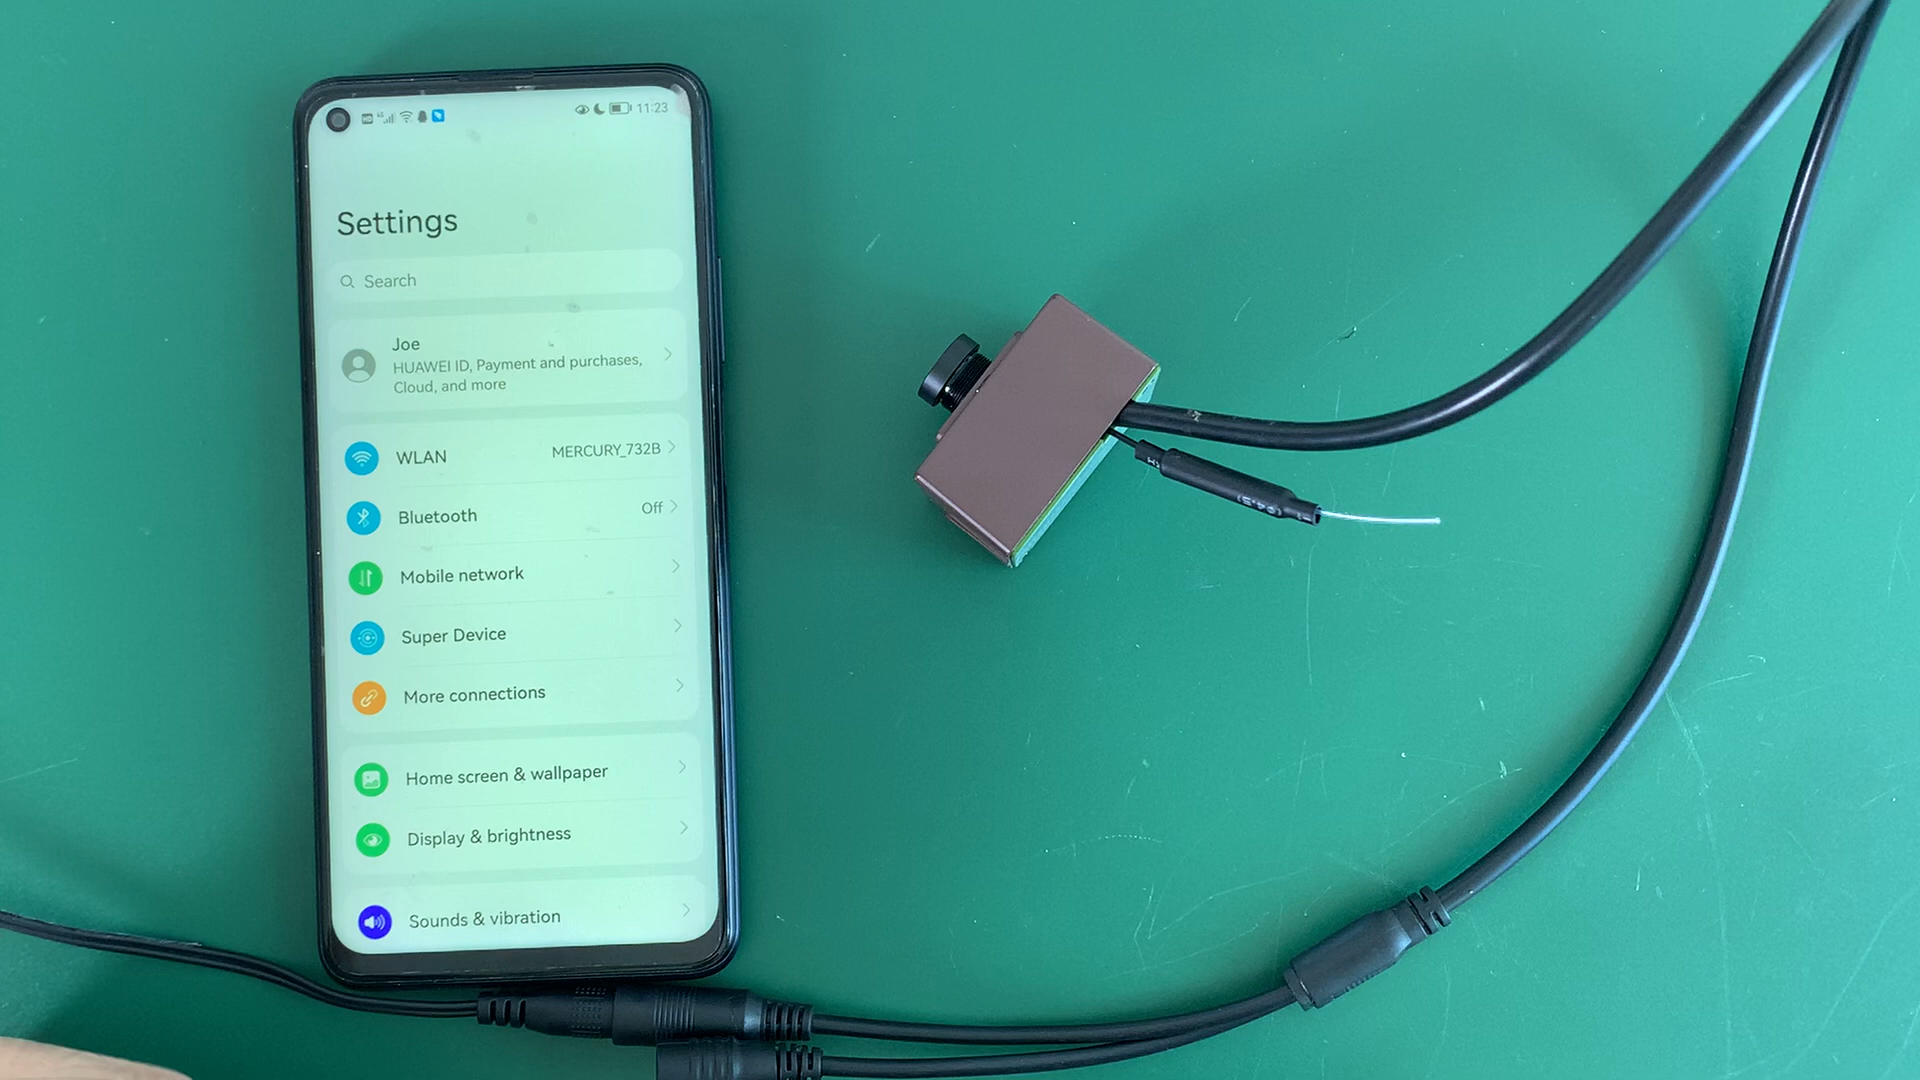 11:23
Settings
Search
Joe
HUAWEI ID, Payment and purchases,
Cloud, and more
WLAN MERCURY_732B
Bluetooth Off
Mobile network
Super Device
More connections
Home screen & wallpaper
Display & brightness
Sounds & vibration